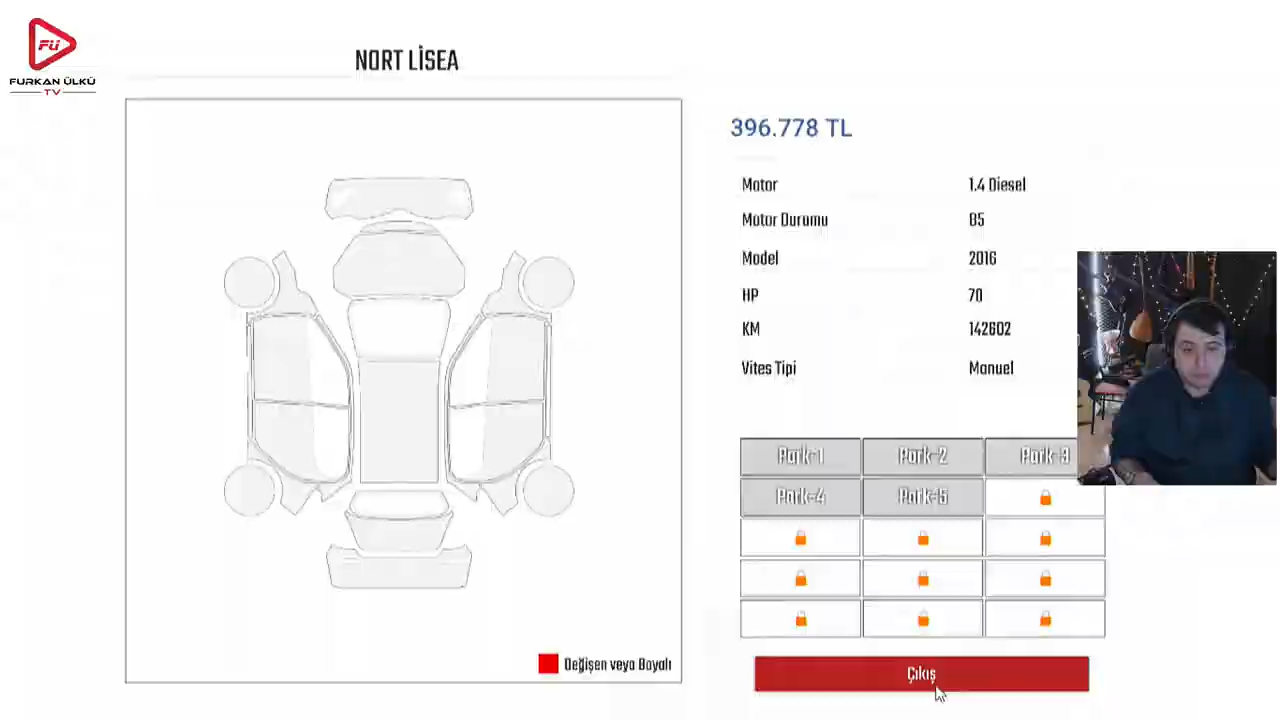 FU
FURKAN ÜLKÜ
TV
NORT LİSEA
396.778 TL
Motor 1.4 Diesel
Motor Durumu 85
Model 2016
HP 70
KM 142602
Vites Tipi Manuel
Park-1 Park-2 Park-3
Park-4 Park-5
Değişen veya Boyalı
Çıkış